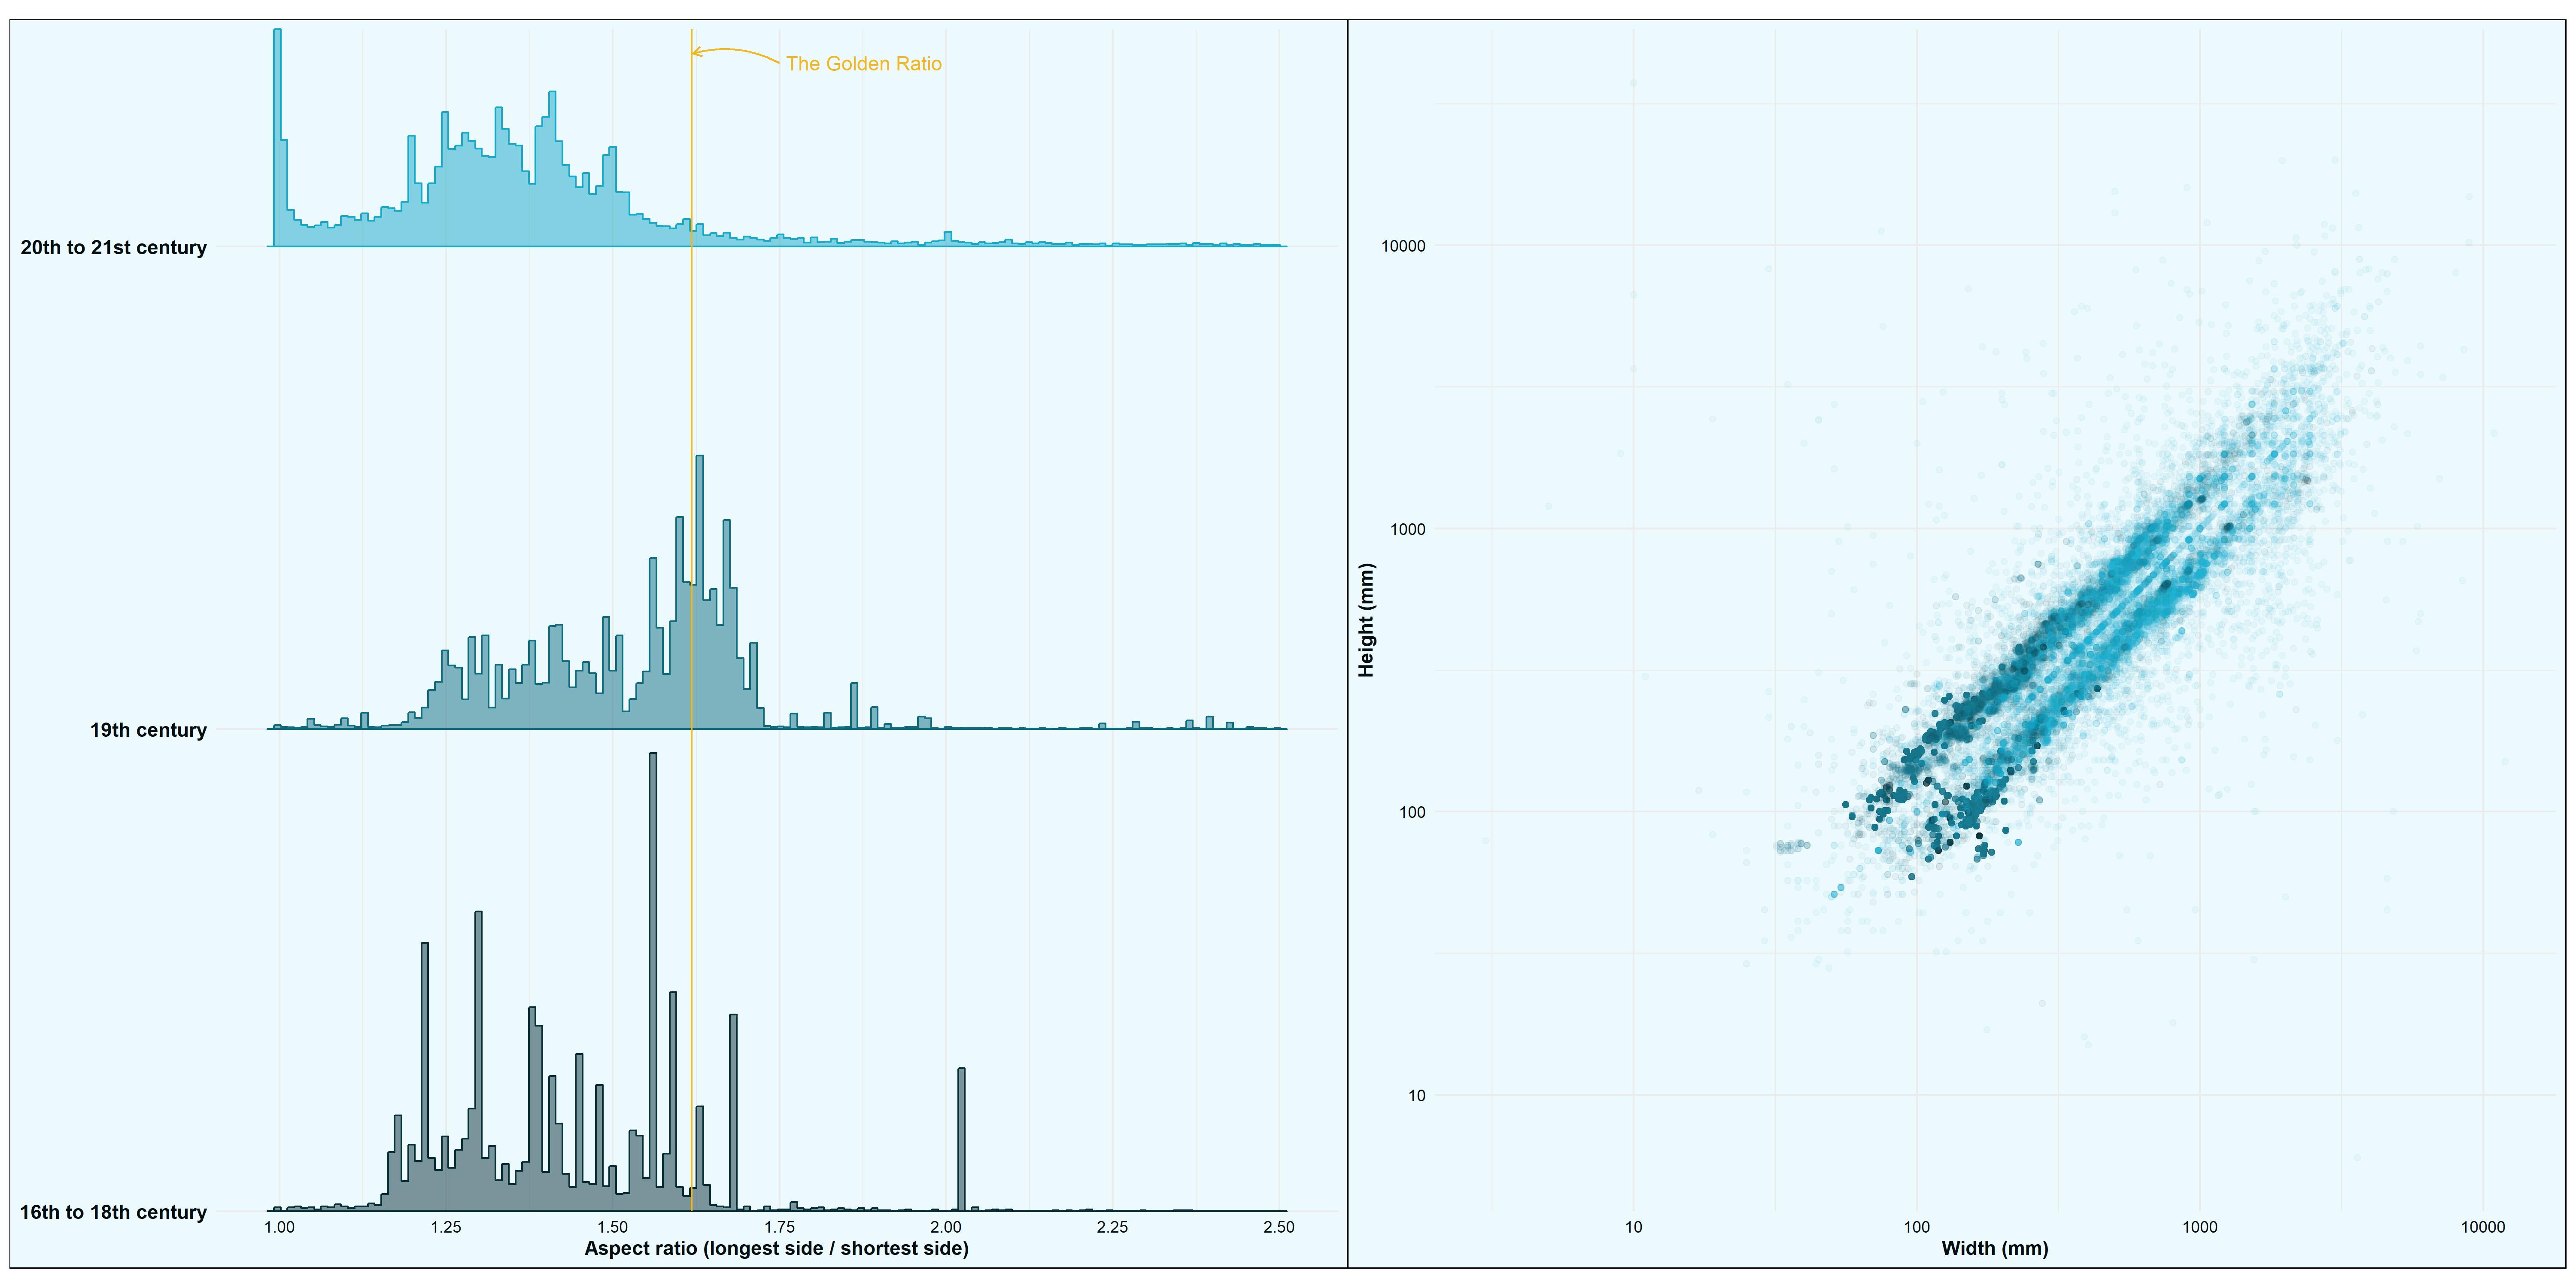 The Golden Ratio
20th to 21st century
19th century
16th to 18th century
1.00 1.25 1.50 1.75 2.00 2.25 2.50
Aspect ratio (longest side / shortest side)
10000
1000
100
10
Height (mm)
10 100 1000 10000
Width (mm)